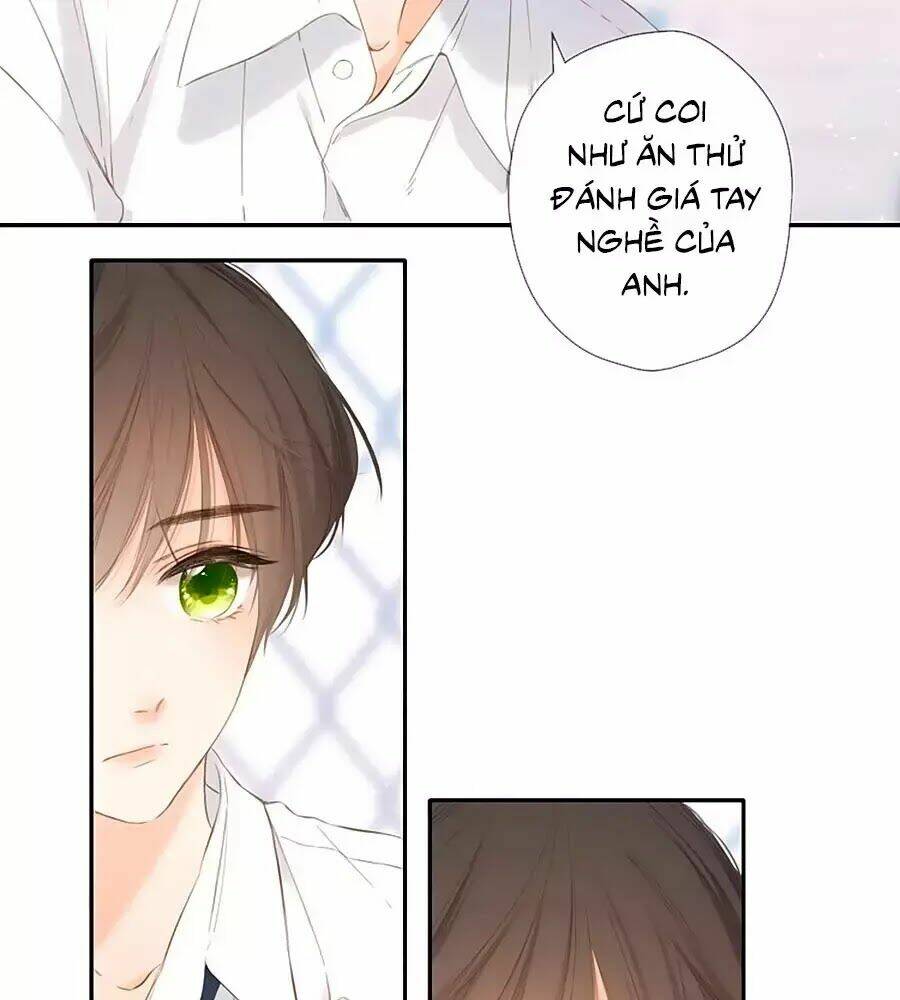 CỨ COI
NHƯ ĂN THỬ
ĐÁNH GIÁ TAY
NGHỀ CỦA
ANH.